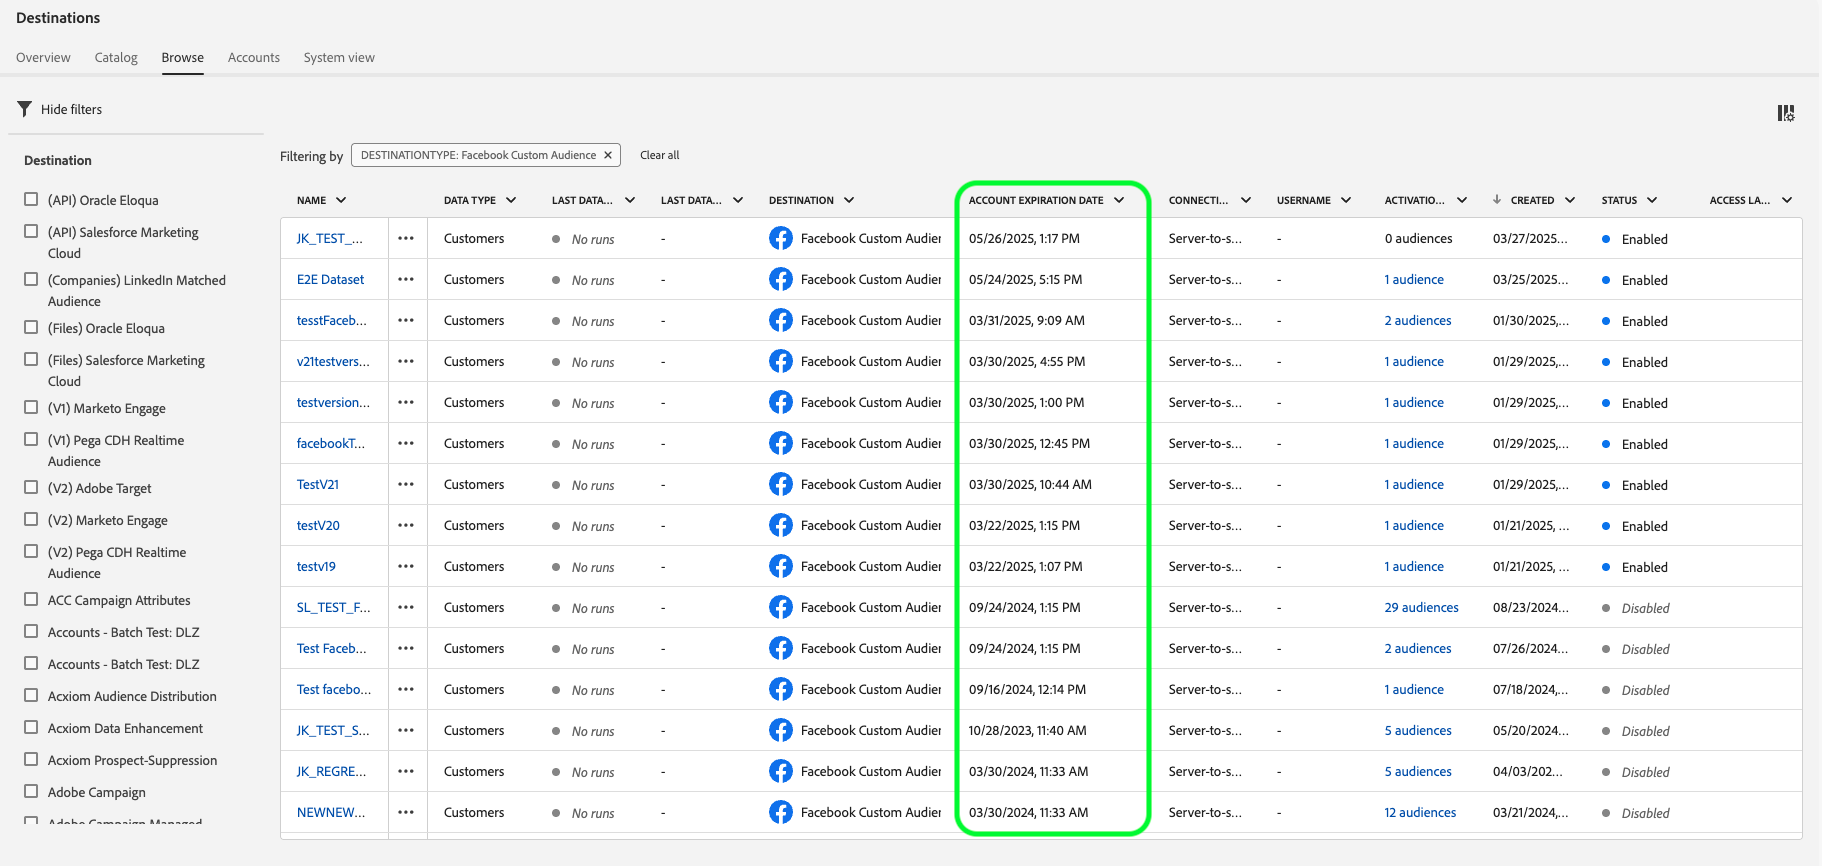 Destinations
Overview Catalog Browse Accounts System view
Hide filters
Destination
(API) Oracle Eloqua
(API) Salesforce Marketing
Cloud
(Companies) LinkedIn Matched
Audience
(Files) Oracle Eloqua
(Files) Salesforce Marketing
Cloud
(V1) Marketo Engage
(V1) Pega CDH Realtime
Audience
(V2) Adobe Target
(V2) Marketo Engage
(V2) Pega CDH Realtime
Audience
ACC Campaign Attributes
Accounts - Batch Test: DLZ
Accounts - Batch Test: DLZ
Acxiom Audience Distribution
Acxiom Data Enhancement
Acxiom Prospect-Suppression
Adobe Campaign
Adobe Campaign Managed
Filtering by DESTINATIONTYPE: Facebook Custom Audience × Clear all
NAME DATA TYPE LAST DATA... LAST DATA... DESTINATION ACCOUNT EXPIRATION DATE CONNECTI... USERNAME ACTIVATIO... CREATED STATUS ACCESS LA...
JK_TEST_... ••• Customers No runs - Facebook Custom Audier 05/26/2025, 1:17 PM Server-to-s... - 0 audiences 03/27/2025... Enabled
E2E Dataset ••• Customers No runs - Facebook Custom Audier 05/24/2025, 5:15 PM Server-to-s... - 1 audience 03/25/2025... Enabled
tesstFaceb... ••• Customers No runs - Facebook Custom Audier 03/31/2025, 9:09 AM Server-to-s... - 2 audiences 01/30/2025,... Enabled
v21testvers... ••• Customers No runs - Facebook Custom Audier 03/30/2025, 4:55 PM Server-to-s... - 1 audience 01/29/2025,... Enabled
testversion... ••• Customers No runs - Facebook Custom Audier 03/30/2025, 1:00 PM Server-to-s... - 1 audience 01/29/2025,... Enabled
facebookT... ••• Customers No runs - Facebook Custom Audier 03/30/2025, 12:45 PM Server-to-s... - 1 audience 01/29/2025,... Enabled
TestV21 ••• Customers No runs - Facebook Custom Audier 03/30/2025, 10:44 AM Server-to-s... - 1 audience 01/29/2025,... Enabled
testV20 ••• Customers No runs - Facebook Custom Audier 03/22/2025, 1:15 PM Server-to-s... - 1 audience 01/21/2025, ... Enabled
testv19 ••• Customers No runs - Facebook Custom Audier 03/22/2025, 1:07 PM Server-to-s... - 1 audience 01/21/2025, ... Enabled
SL_TEST_F... ••• Customers No runs - Facebook Custom Audier 09/24/2024, 1:15 PM Server-to-s... - 29 audiences 08/23/2024... Disabled
Test Faceb... ••• Customers No runs - Facebook Custom Audier 09/24/2024, 1:15 PM Server-to-s... - 2 audiences 07/26/2024... Disabled
Test facebo... ••• Customers No runs - Facebook Custom Audier 09/16/2024, 12:14 PM Server-to-s... - 1 audience 07/18/2024,... Disabled
JK_TEST_S... ••• Customers No runs - Facebook Custom Audier 10/28/2023, 11:40 AM Server-to-s... - 5 audiences 05/20/2024... Disabled
JK_REGRE... ••• Customers No runs - Facebook Custom Audier 03/30/2024, 11:33 AM Server-to-s... - 5 audiences 04/03/202... Disabled
NEWNEW... ••• Customers No runs - Facebook Custom Audier 03/30/2024, 11:33 AM Server-to-s... - 12 audiences 03/21/2024,... Disabled